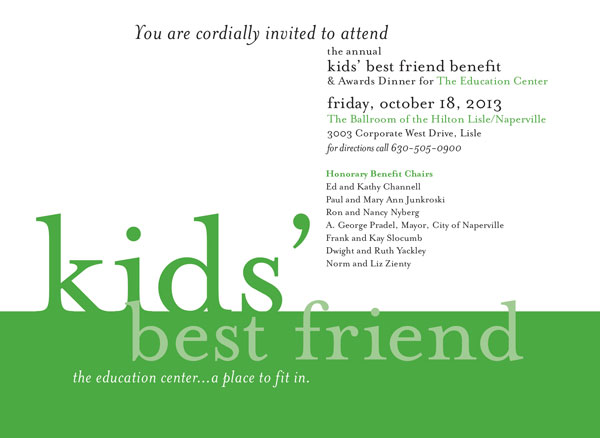 You are cordially invited to attend
the annual
kids' best friend benefit
& Awards Dinner for The Education Center
friday, october 18, 2013
The Ballroom of the Hilton Lisle/Naperville
3003 Corporate West Drive, Lisle
for directions call 630-505-0900
Honorary Benefit Chairs
Ed and Kathy Channell
Paul and Mary Ann Junkroski
Ron and Nancy Nyberg
A. George Pradel, Mayor, City of Naperville
Frank and Kay Slocumb
Dwight and Ruth Yackley
Norm and Liz Zienty
kids'
best friend
the education center...a place to fit in.